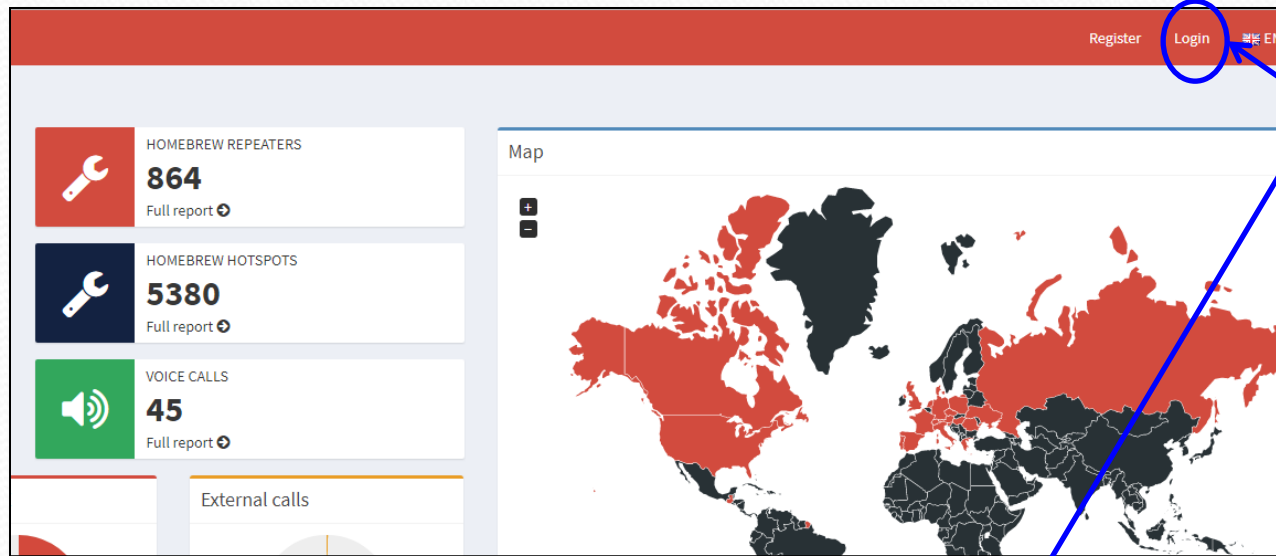 Register Login EN
HOMEBREW REPEATERS
864
Full report
HOMEBREW HOTSPOTS
5380
Full report
VOICE CALLS
45
Full report
Map
+
−
External calls